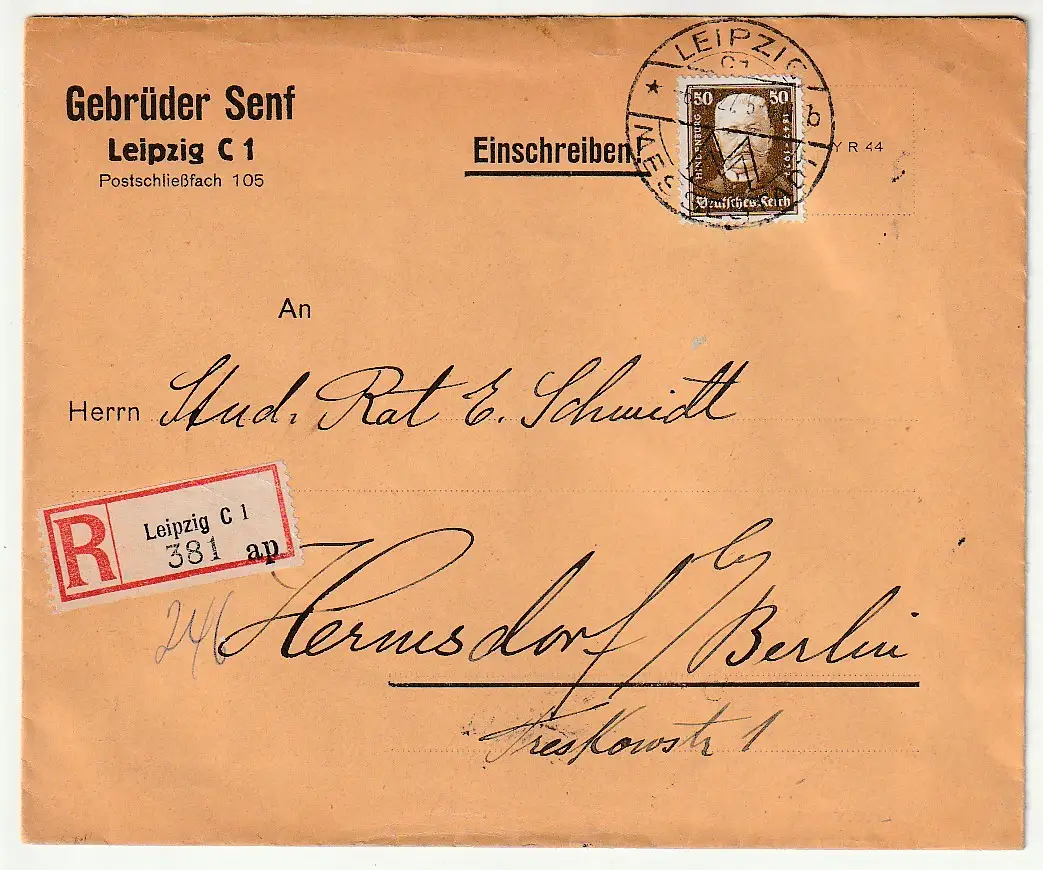 Gebrüder Senf
Leipzig C 1
Postschließfach 105
Einschreiben!
LEIPZIG
C1
b
50 50
HINDENBURG
Deutsches Reich
Y R 44
An
Herrn Stud. Rat E. Schmidt
R
Leipzig C 1
381 ap
246
Hermsdorf / by Berlin
Treskowstr 1